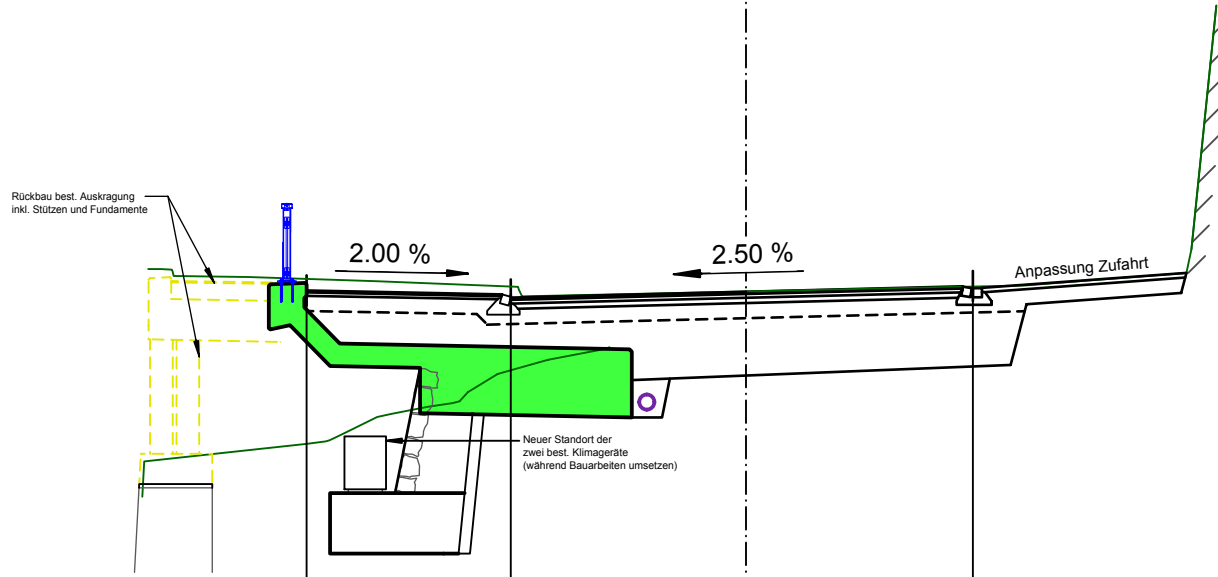 Rückbau best. Auskragung
inkl. Stützen und Fundamente
2.00 %
2.50 %
Anpassung Zufahrt
Neuer Standort der
zwei best. Klimageräte
(während Bauarbeiten umsetzen)